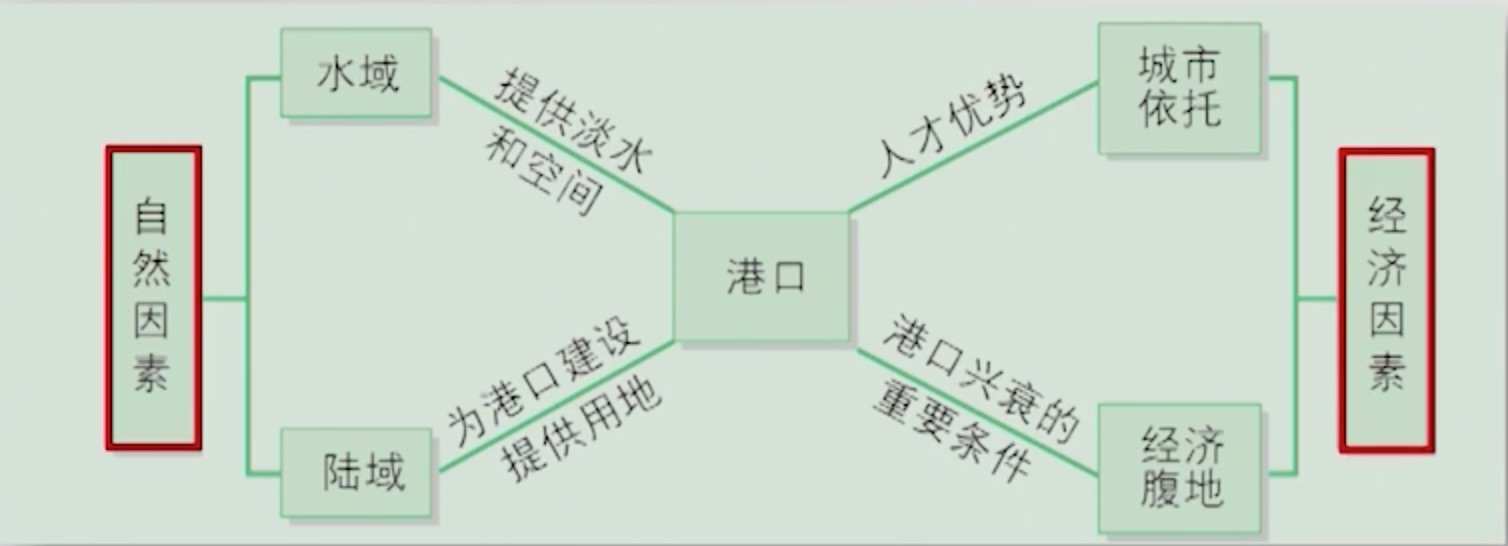 自然因素
水域
提供淡水
和空间
陆域
为港口建设
提供用地
港口
人才优势
城市
依托
港口兴衰的
重要条件
经济
腹地
经济因素